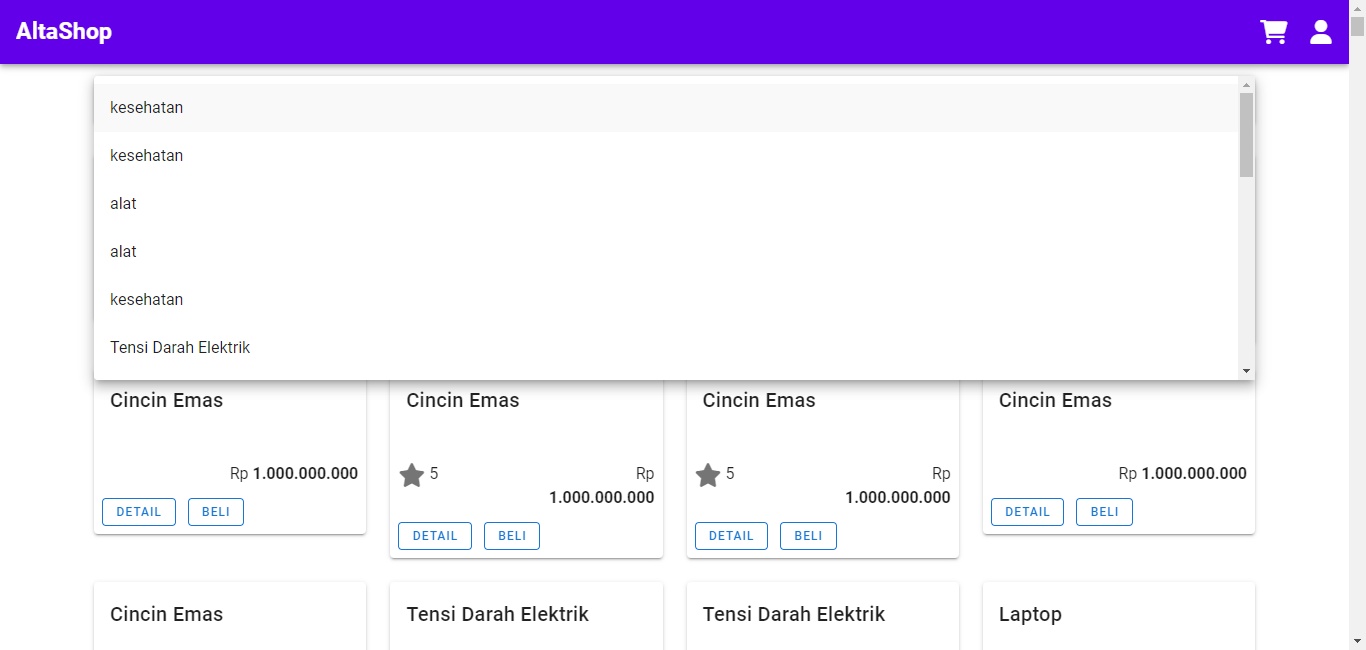 AltaShop
kesehatan
kesehatan
alat
alat
kesehatan
Tensi Darah Elektrik
Cincin Emas
Cincin Emas
Cincin Emas
Cincin Emas
Rp 1.000.000.000
5
Rp
1.000.000.000
5
Rp
1.000.000.000
Rp 1.000.000.000
DETAIL
BELI
DETAIL
BELI
DETAIL
BELI
DETAIL
BELI
Cincin Emas
Tensi Darah Elektrik
Tensi Darah Elektrik
Laptop